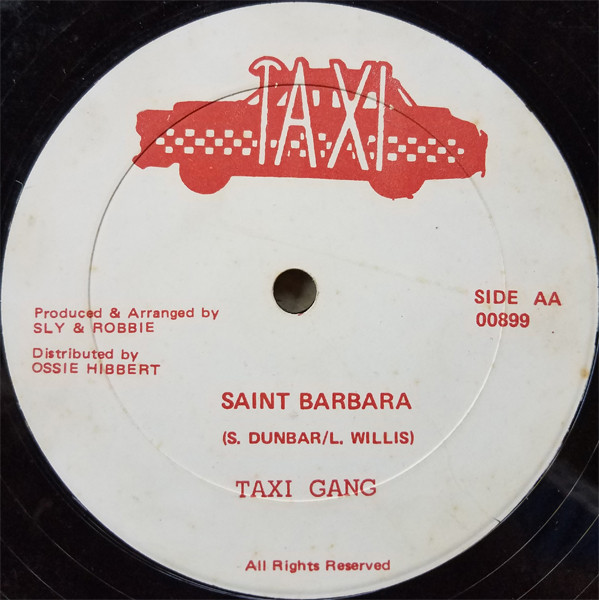 TAXI
Produced & Arranged by
SLY & ROBBIE
Distributed by
OSSIE HIBBERT
SIDE AA
00899
SAINT BARBARA
(S. DUNBAR/L. WILLIS)
TAXI GANG
All Rights Reserved